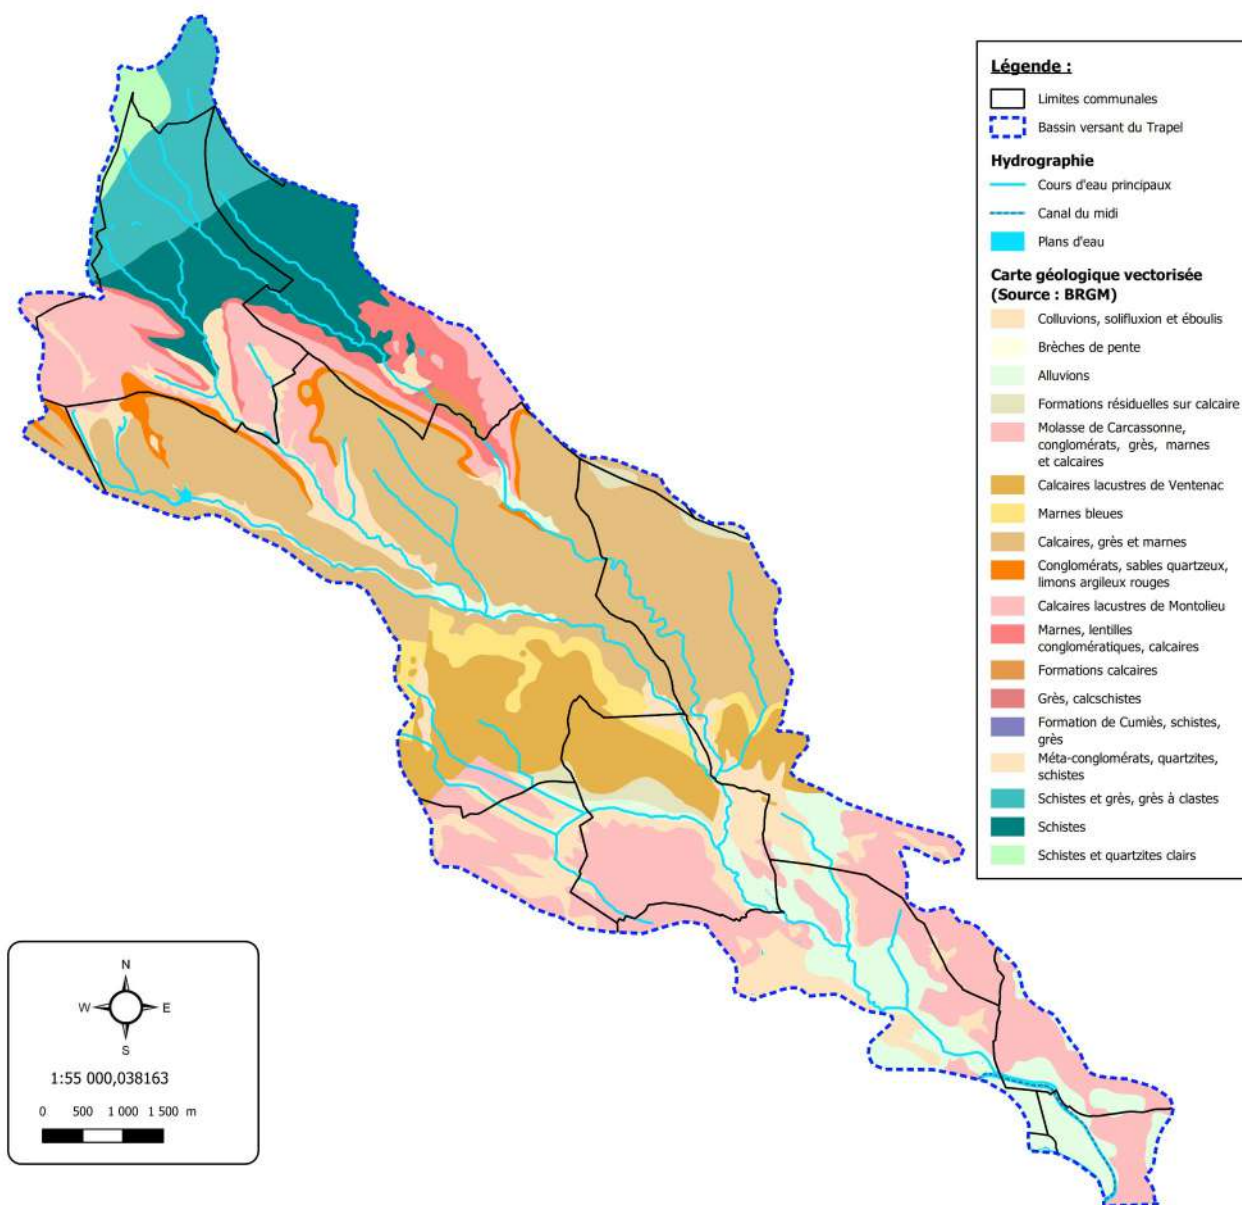 Légende :
Limites communales
Bassin versant du Trapel
Hydrographie
Cours d'eau principaux
Canal du midi
Plans d'eau
Carte géologique vectorisée
(Source : BRGM)
Colluvions, solifluxion et éboulis
Brèches de pente
Alluvions
Formations résiduelles sur calcaire
Molasse de Carcassonne,
conglomérats, grès, marnes
et calcaires
Calcaires lacustres de Ventenac
Marnes bleues
Calcaires, grès et marnes
Conglomérats, sables quartzeux,
limons argileux rouges
Calcaires lacustres de Montolieu
Marnes, lentilles
conglomératiques, calcaires
Formations calcaires
Grès, calcschistes
Formation de Cumiès, schistes,
grès
Méta-conglomérats, quartzites,
schistes
Schistes et grès, grès à clastes
Schistes
Schistes et quartzites clairs
N
W E
S
1:55 000,038163
0 500 1 000 1 500 m